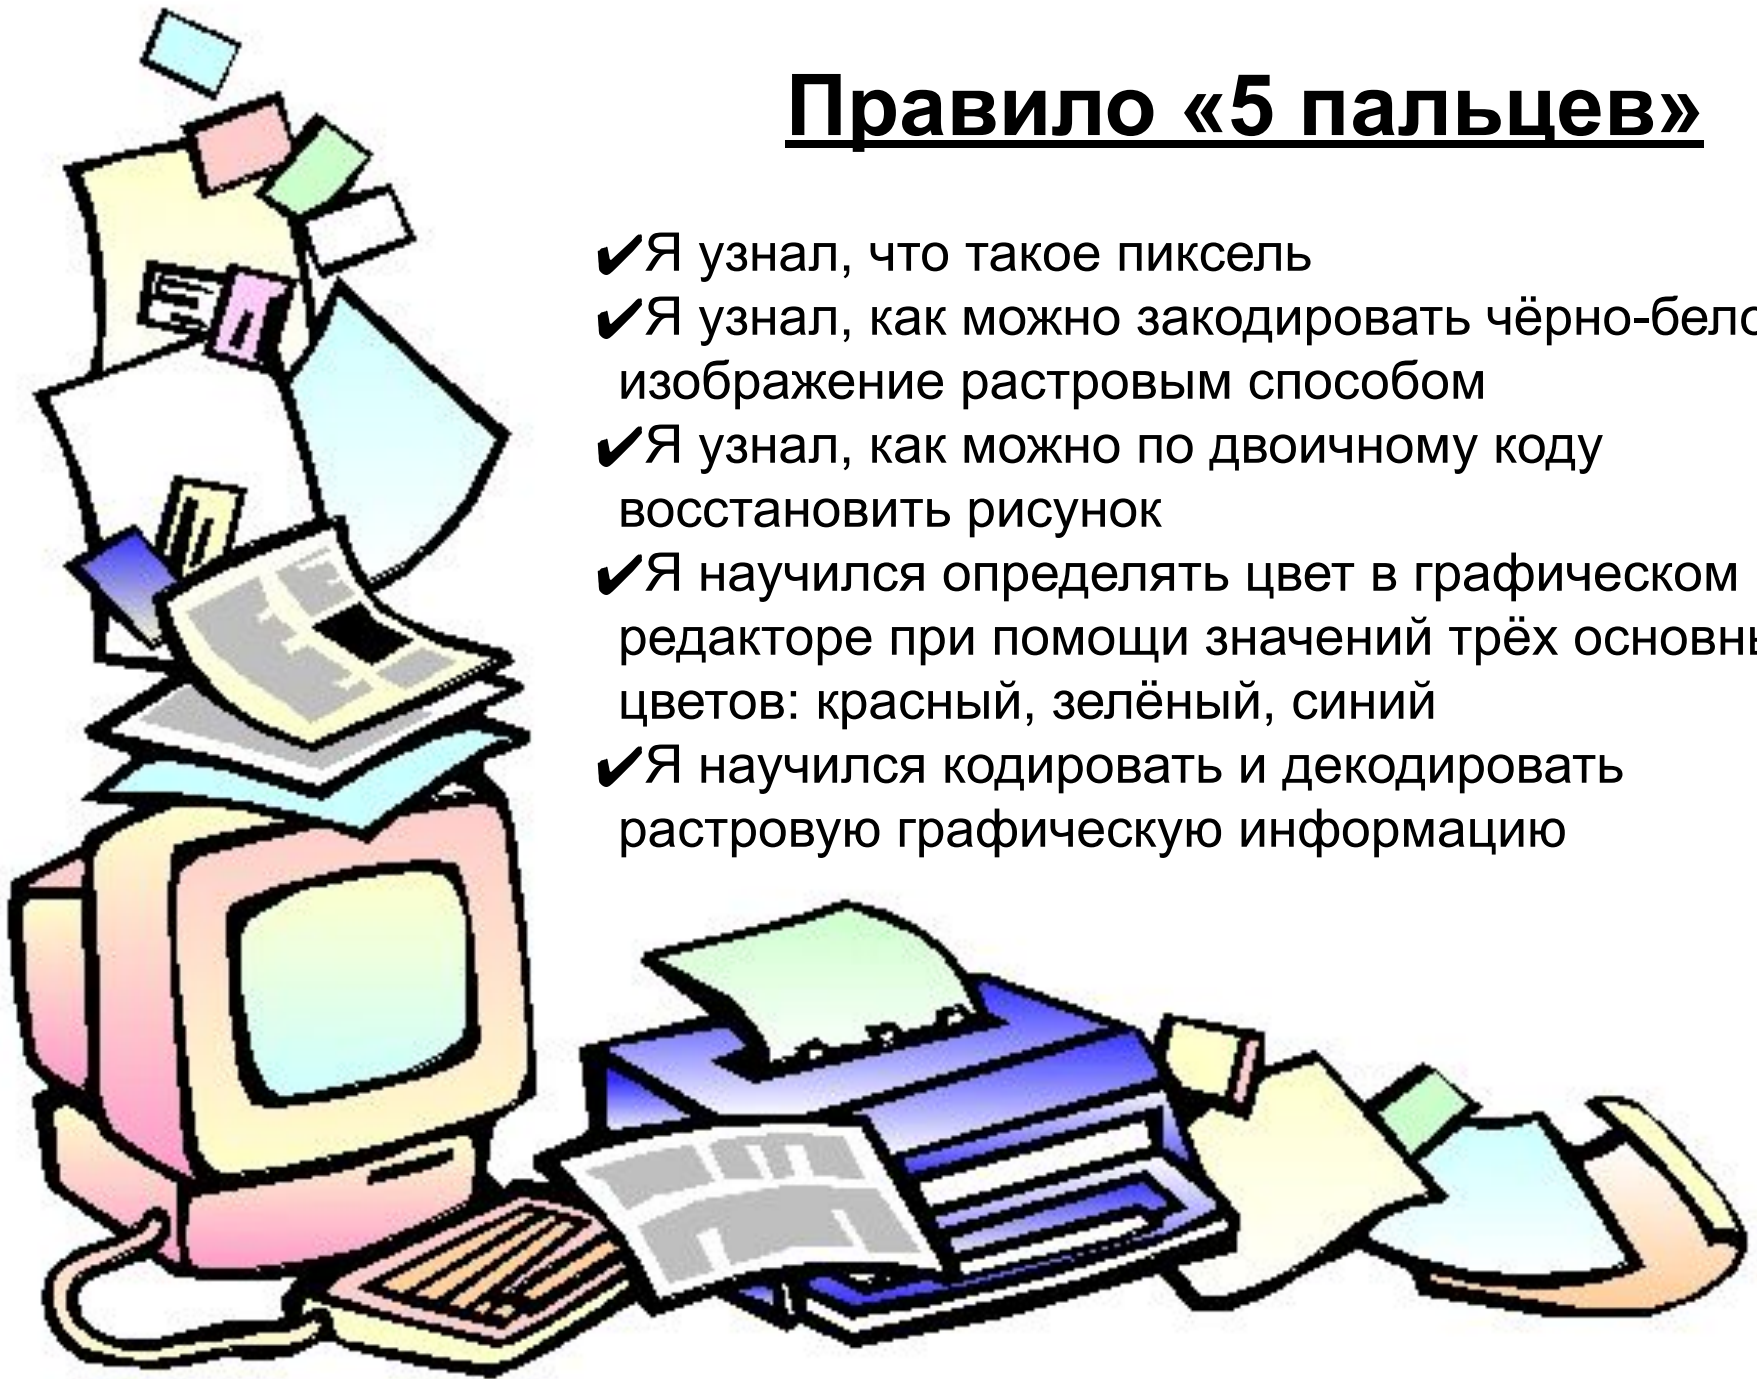 Правило «5 пальцев»
✔Я узнал, что такое пиксель
✔Я узнал, как можно закодировать чёрно-бело
изображение растровым способом
✔Я узнал, как можно по двоичному коду
восстановить рисунок
✔Я научился определять цвет в графическом
редакторе при помощи значений трёх основны
цветов: красный, зелёный, синий
✔Я научился кодировать и декодировать
растровую графическую информацию